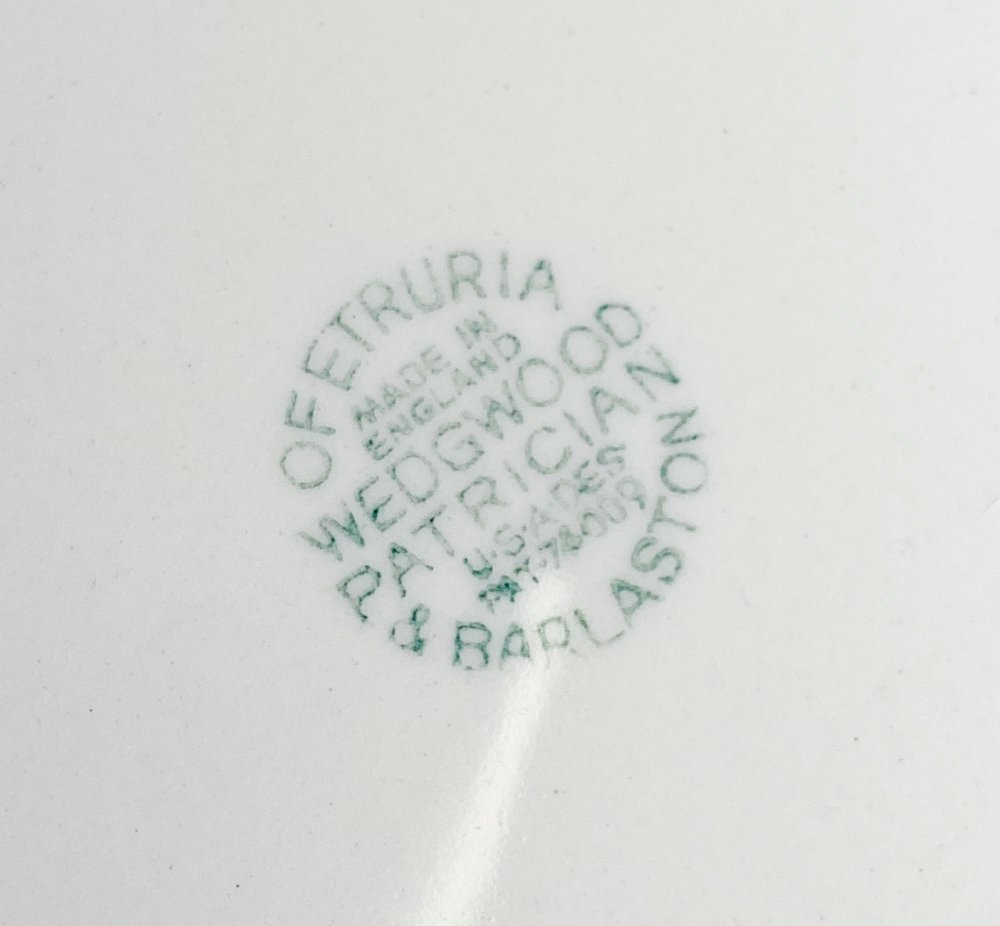 OF ETRURIA
MADE IN
ENGLAND
WEDGWOOD
PATRICIAN
U.S.A DES
PAT. 78009
& BARLASTON